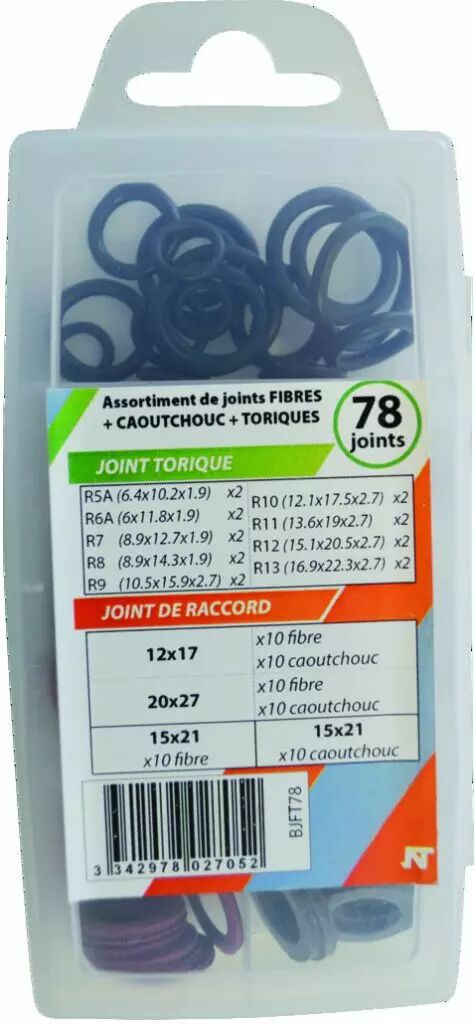 Assortiment de joints FIBRES
+ CAOUTCHOUC + TORIQUES
78
joints
JOINT TORIQUE
R5A (6.4x10.2x1.9) x2
R6A (6x11.8x1.9) x2
R7 (8.9x12.7x1.9) x2
R8 (8.9x14.3x1.9) x2
R9 (10.5x15.9x2.7) x2
R10 (12.1x17.5x2.7) x2
R11 (13.6x19x2.7) x2
R12 (15.1x20.5x2.7) x2
R13 (16.9x22.3x2.7) x2
JOINT DE RACCORD
12x17
x10 fibre
x10 caoutchouc
20x27
x10 fibre
x10 caoutchouc
15x21
x10 fibre
15x21
x10 caoutchouc
3 342978 027052
BJFT78
NT